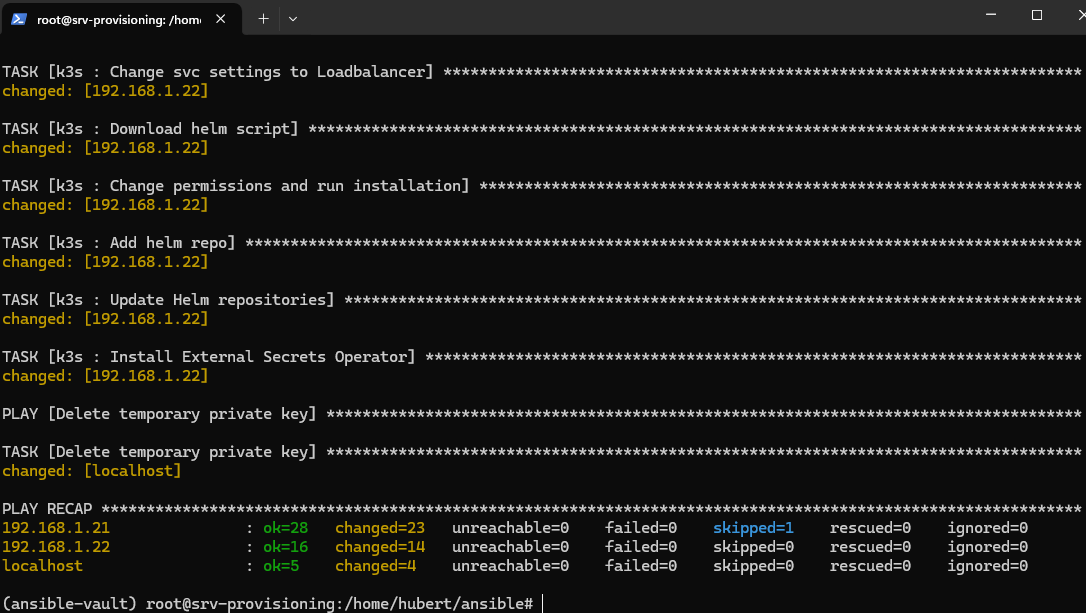 root@srv-provisioning: /hom
TASK [k3s : Change svc settings to Loadbalancer] ***********************************************************************
changed: [192.168.1.22]
TASK [k3s : Download helm script] **************************************************************************************
changed: [192.168.1.22]
TASK [k3s : Change permissions and run installation] *******************************************************************
changed: [192.168.1.22]
TASK [k3s : Add helm repo] *********************************************************************************************
changed: [192.168.1.22]
TASK [k3s : Update Helm repositories] **********************************************************************************
changed: [192.168.1.22]
TASK [k3s : Install External Secrets Operator] *************************************************************************
changed: [192.168.1.22]
PLAY [Delete temporary private key] ************************************************************************************
TASK [Delete temporary private key] ************************************************************************************
changed: [localhost]
PLAY RECAP *************************************************************************************************************
192.168.1.21               : ok=28   changed=23   unreachable=0    failed=0    skipped=1    rescued=0    ignored=0
192.168.1.22               : ok=16   changed=14   unreachable=0    failed=0    skipped=0    rescued=0    ignored=0
localhost                  : ok=5    changed=4    unreachable=0    failed=0    skipped=0    rescued=0    ignored=0
(ansible-vault) root@srv-provisioning:/home/hubert/ansible#